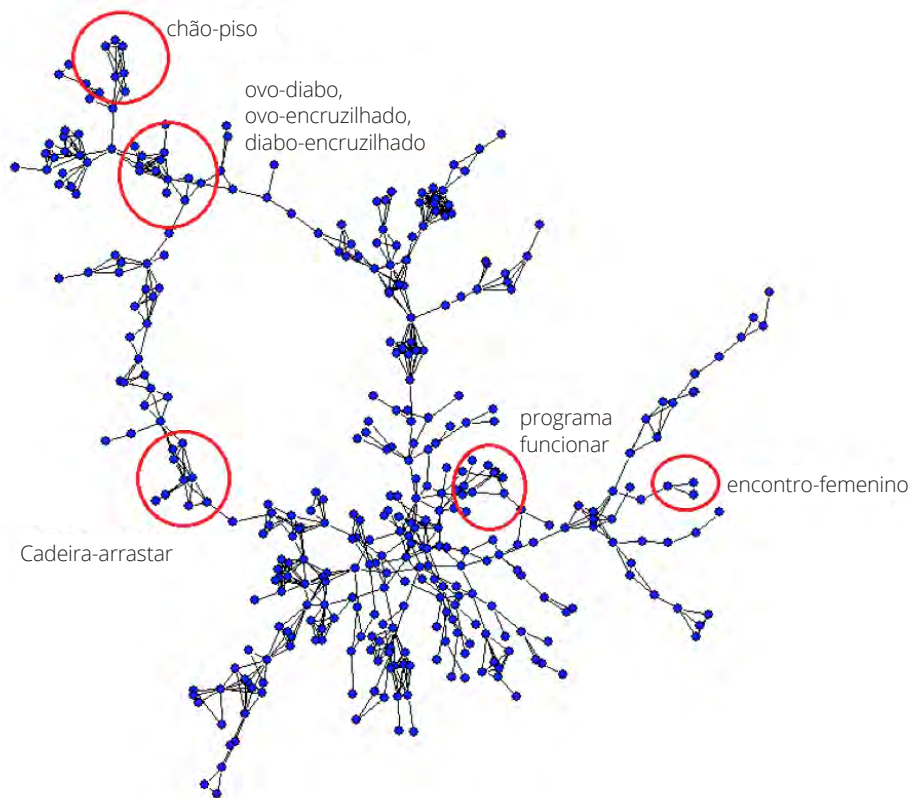 chão-piso
ovo-diabo,
ovo-encruzilhado,
diabo-encruzilhado
programa
funcionar
encontro-femenino
Cadeira-arrastar